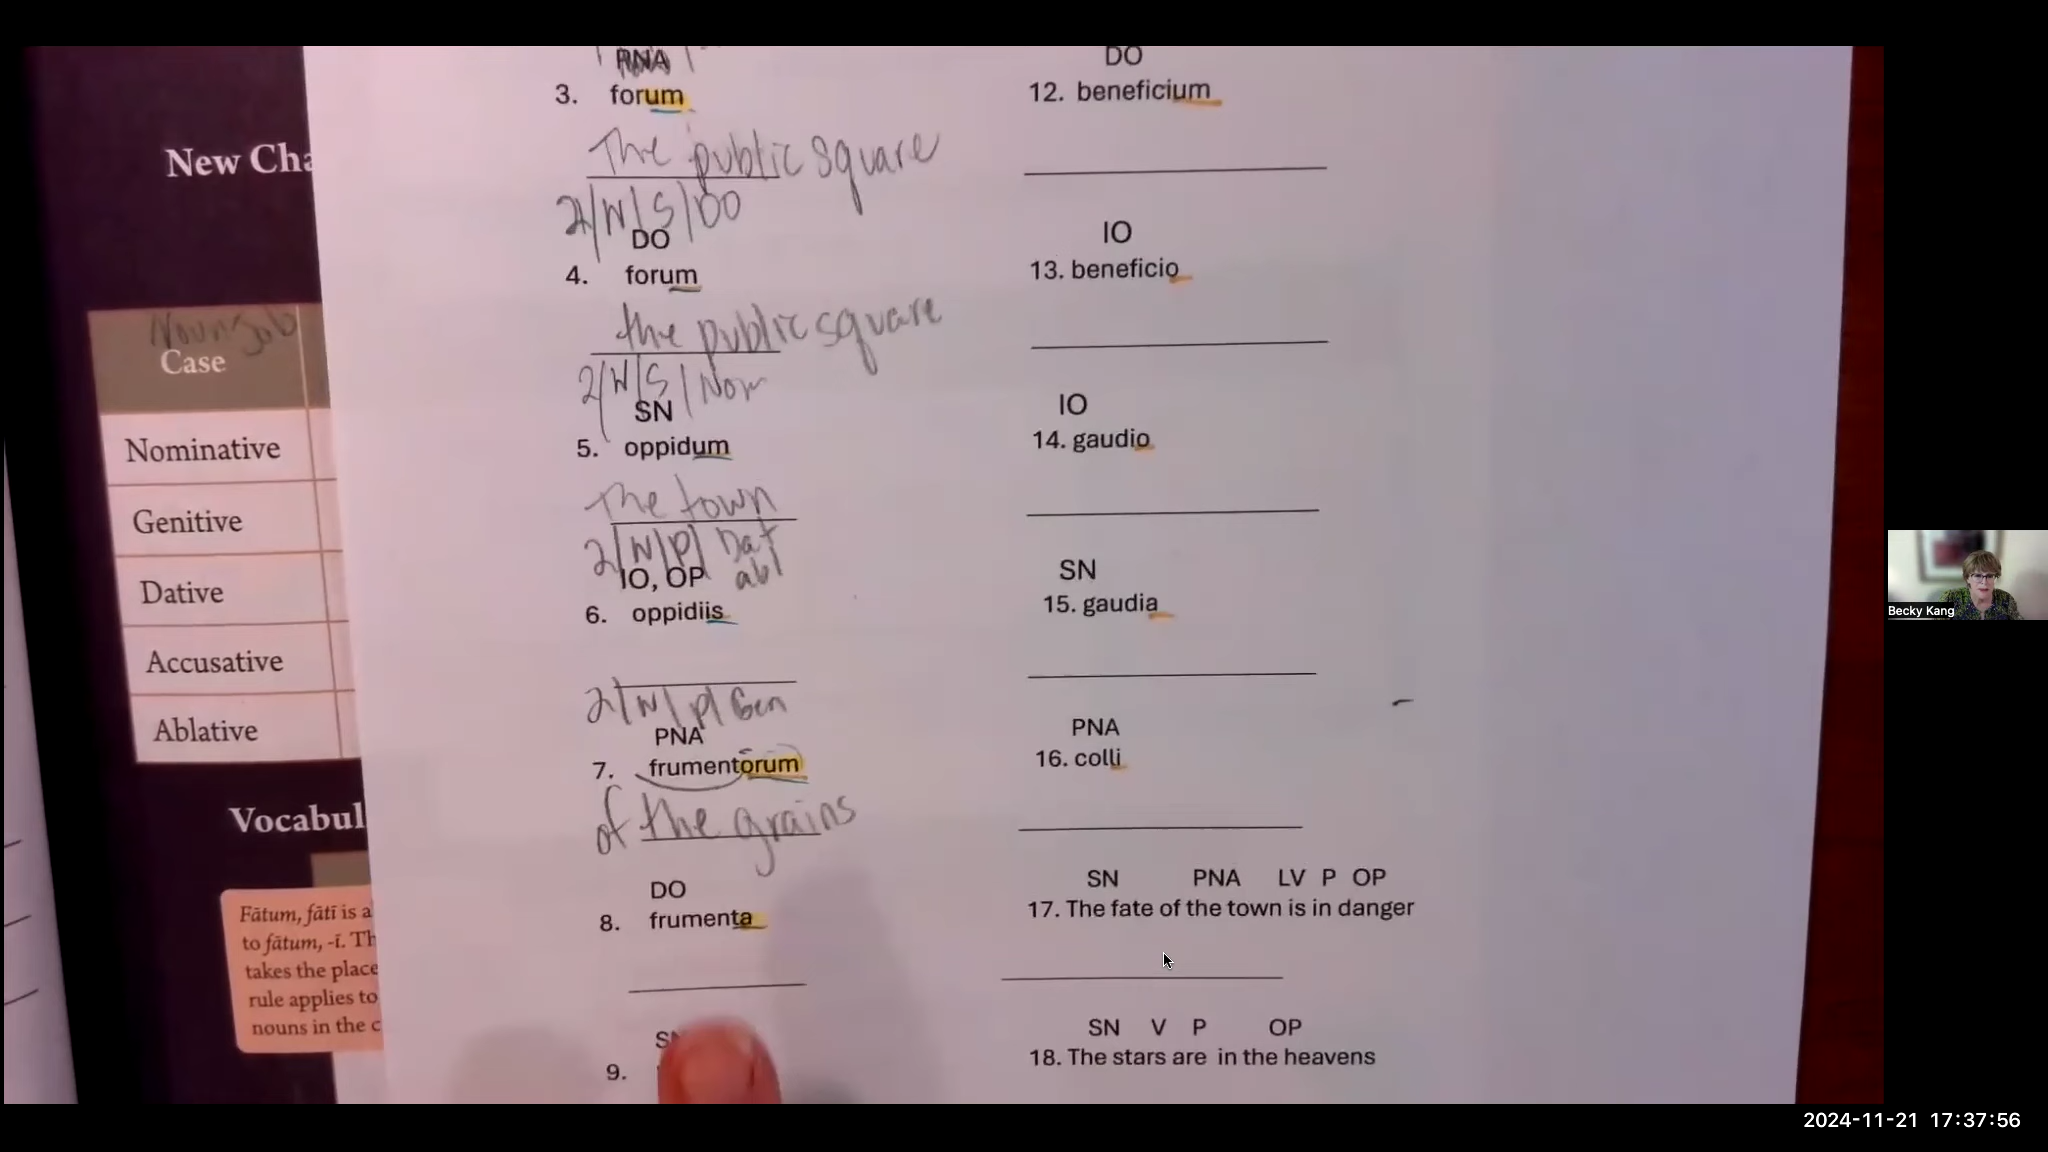 New Cha
Noun Job
Case
Nominative
Genitive
Dative
Accusative
Ablative
Vocabul
Fātum, fātī is a
to fātum, -ī. Th
takes the place
rule applies to
nouns in the c
PNA
3. forum
The public square
2/N/S/DO
DO
4. forum
the public square
2/N/S/Nom
SN
5. oppidum
The town
2/N/P/ Dat
abl
IO, OP
6. oppidiis
2/N/P/Gen
PNA
7. frumentorum
of the grains
DO
8. frumenta
9.
DO
12. beneficium
IO
13. beneficio
IO
14. gaudio
SN
15. gaudia
PNA
16. colli
SN PNA LV P OP
17. The fate of the town is in danger
SN V P OP
18. The stars are in the heavens
Becky Kang
2024-11-21 17:37:56